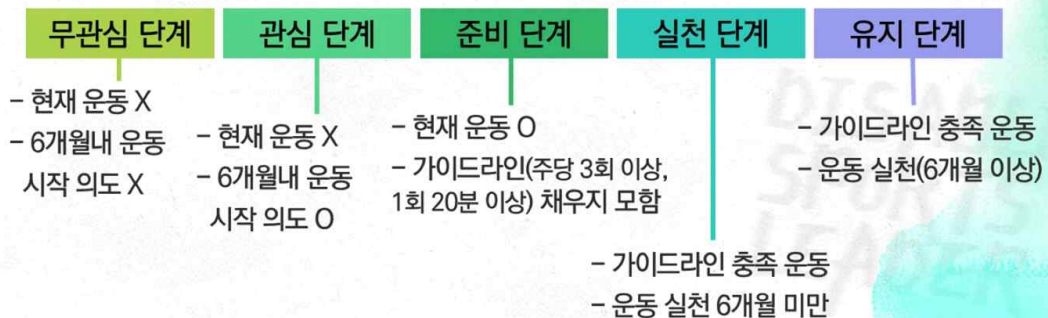 무관심 단계
관심 단계
준비 단계
실천 단계
유지 단계
- 현재 운동 X
- 6개월내 운동
시작 의도 X
- 현재 운동 X
- 6개월내 운동
시작 의도 O
- 현재 운동 O
- 가이드라인(주당 3회 이상,
1회 20분 이상) 채우지 모함
- 가이드라인 충족 운동
- 운동 실천 6개월 미만
- 가이드라인 충족 운동
- 운동 실천(6개월 이상)
SPORTS
LEADER